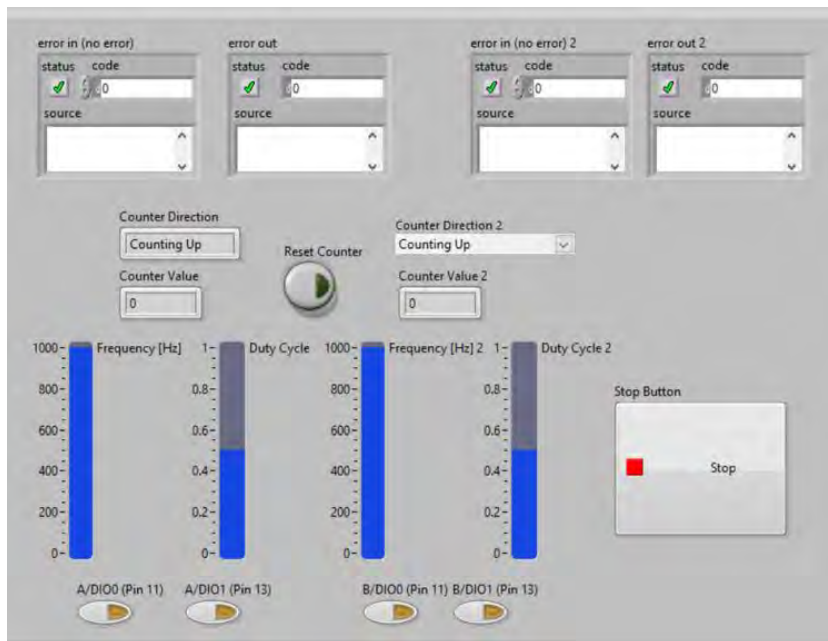 error in (no error) error out error in (no error) 2 error out 2
status code status code status code status code
0 0 0 0
source source source source
Counter Direction
Counting Up
Reset Counter
Counter Direction 2
Counting Up
Counter Value
0
Counter Value 2
0
1000 Frequency [Hz] 1 Duty Cycle 1000 Frequency [Hz] 2 1 Duty Cycle 2
800 0.8 800 0.8
600 0.6 600 0.6
400 0.4 400 0.4
200 0.2 200 0.2
0 0 0 0
Stop Button
Stop
A/DIO0 (Pin 11) A/DIO1 (Pin 13) B/DIO0 (Pin 11) B/DIO1 (Pin 13)